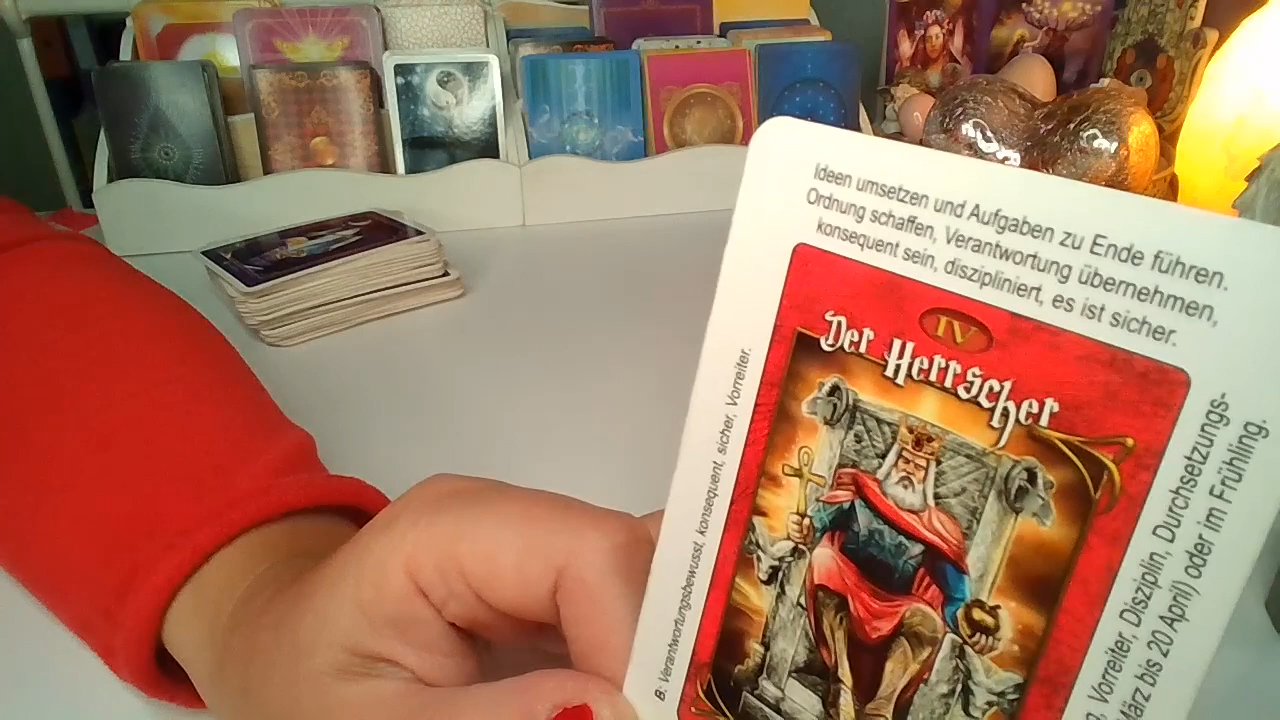 Ideen umsetzen und Aufgaben zu Ende führen.
Ordnung schaffen, Verantwortung übernehmen,
konsequent sein, diszipliniert, es ist sicher.
IV
Der Herrscher
B: Verantwortungsbewusst, konsequent, sicher, Vorreiter.
Vorreiter, Disziplin, Durchsetzungs-
bis 20 April) oder im Frühling.